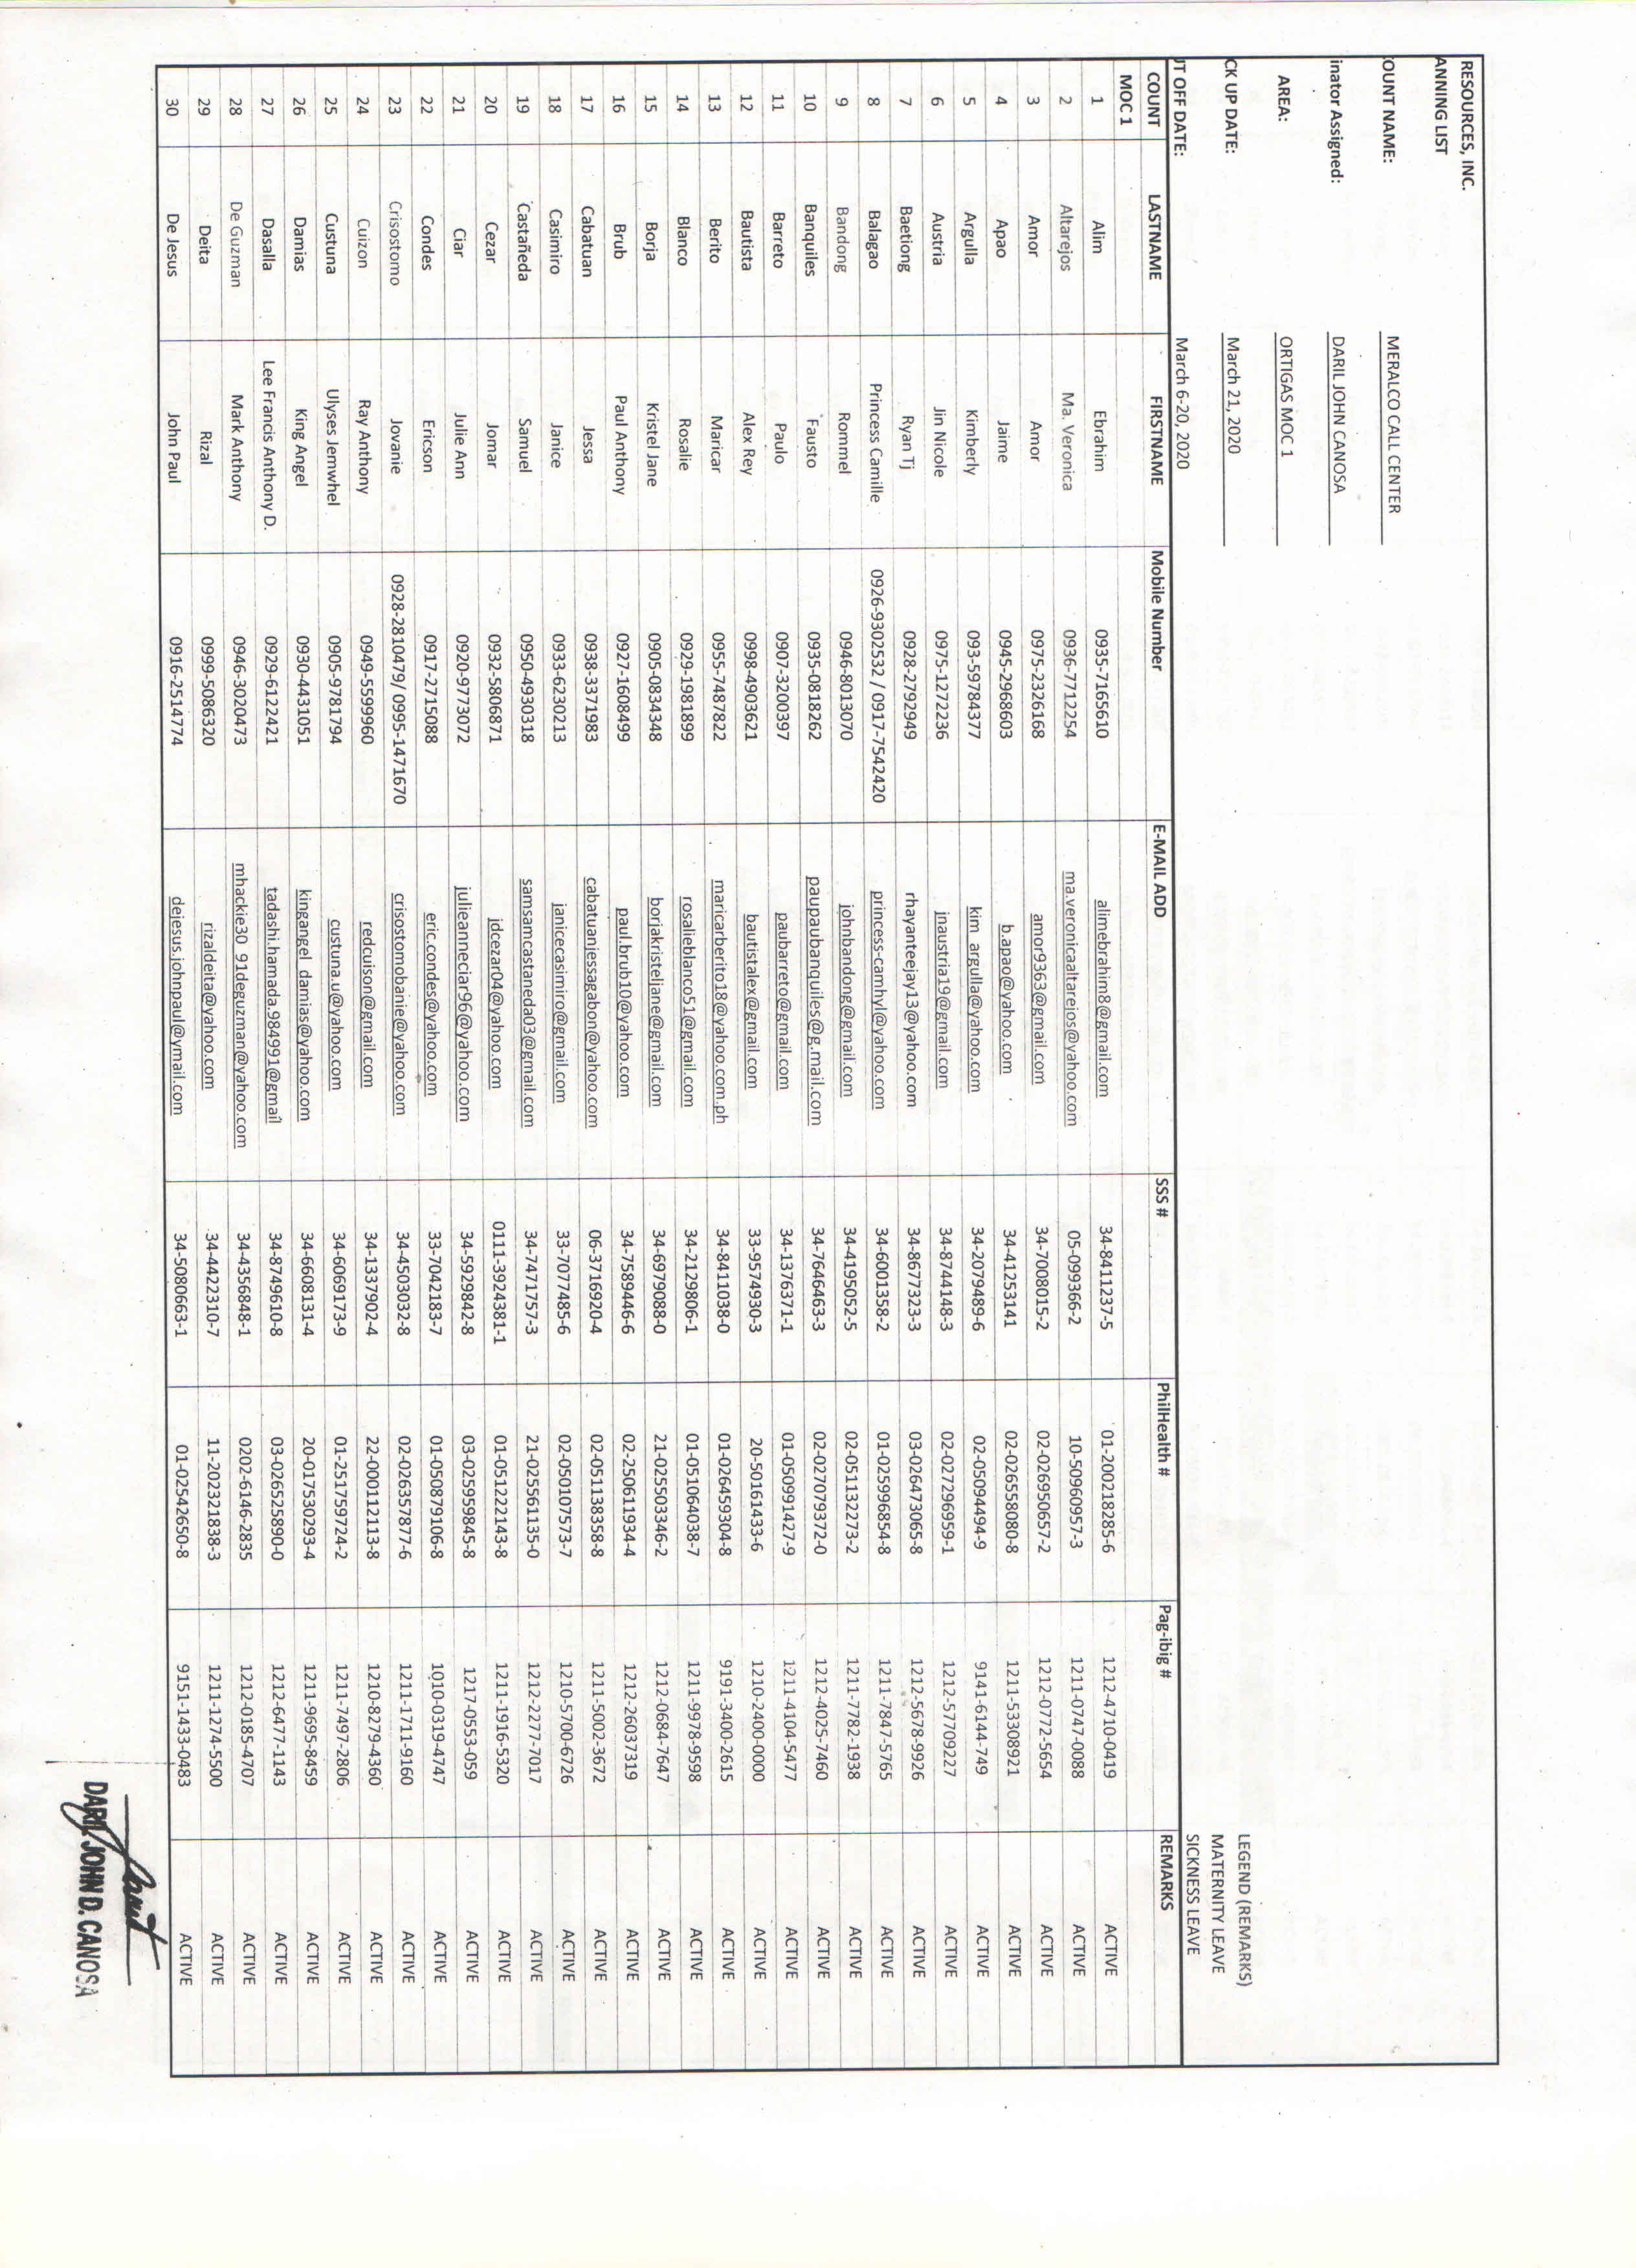 RESOURCES, INC.
ANNING LIST
OUNT NAME: MERALCO CALL CENTER
inator Assigned: DARIL JOHN CANOSA
AREA: ORTIGAS MOC 1
LEGEND (REMARKS)
CK UP DATE: March 21, 2020 MATERNITY LEAVE
UT OFF DATE: March 6-20, 2020 SICKNESS LEAVE
COUNT LASTNAME FIRSTNAME Mobile Number E-MAIL ADD SSS # PhilHealth # Pag-ibig # REMARKS
MOC 1
1 Alim Ebrahim 0935-7165610 alimebrahim8@gmail.com 34-8411237-5 01-200218285-6 1212-4710-0419 ACTIVE
2 Altarejos Ma. Veronica 0936-7712254 ma.veronicaaltarejos@yahoo.com 05-099366-2 10-50960957-3 1211-0747-0088 ACTIVE
3 Amor Amor 0975-2326168 amor9363@gmail.com 34-7008015-2 02-026950657-2 1212-0772-5654 ACTIVE
4 Apao Jaime 0945-2968603 b.apao@yahoo.com 34-41253141 02-026558080-8 1211-53308921 ACTIVE
5 Argulla Kimberly 093-59784377 kim_argulla@yahoo.com 34-2079489-6 02-05094494-9 9141-6144-749 ACTIVE
6 Austria Jin Nicole 0975-1272236 jnaustria19@gmail.com 34-8744148-3 02-027296959-1 1212-57709227 ACTIVE
7 Baetiong Ryan Tj 0928-2792949 rhayanteejay13@yahoo.com 34-8677323-3 03-026473065-8 1212-5678-9926 ACTIVE
8 Balagao Princess Camille 0926-9302532 / 0917-7542420 princess-camhyl@yahoo.com 34-6001358-2 01-025996854-8 1211-7847-5765 ACTIVE
9 Bandong Rommel 0946-8013070 johnbandong@gmail.com 34-4195052-5 02-051132273-2 1211-7782-1938 ACTIVE
10 Banquiles Fausto 0935-0818262 paupaubanquiles@g.mail.com 34-7646463-3 02-027079372-0 1212-4025-7460 ACTIVE
11 Barreto Paulo 0907-3200397 paubarreto@gmail.com 34-1376371-1 01-050991427-9 1211-4104-5477 ACTIVE
12 Bautista Alex Rey 0998-4903621 bautistalex@gmail.com 33-9574930-3 20-50161433-6 1210-2400-0000 ACTIVE
13 Berito Maricar 0955-7487822 maricarberito18@yahoo.com.ph 34-8411038-0 01-026459304-8 9191-3400-2615 ACTIVE
14 Blanco Rosalie 0929-1981899 rosalieblanco51@gmail.com 34-2129806-1 01-051064038-7 1211-9978-9598 ACTIVE
15 Borja Kristel Jane 0905-0834348 borjakristeljane@gmail.com 34-6979088-0 21-025503346-2 1212-0684-7647 ACTIVE
16 Brub Paul Anthony 0927-1608499 paul.brub10@yahoo.com 34-7589446-6 02-250611934-4 1212-26037319 ACTIVE
17 Cabatuan Jessa 0938-3371983 cabatuanjessagabon@yahoo.com 06-3716920-4 02-051138358-8 1211-5002-3672 ACTIVE
18 Casimiro Janice 0933-6230213 janicecasimiro@gmail.com 33-7077485-6 02-050107573-7 1210-5700-6726 ACTIVE
19 Castañeda Samuel 0950-4930318 samsamcastaneda03@gmail.com 34-7471757-3 21-025561135-0 1212-2277-7017 ACTIVE
20 Cezar Jomar 0932-5806871 jdcezar04@yahoo.com 0111-3924381-1 01-051222143-8 1211-1916-5320 ACTIVE
21 Ciar Julie Ann 0920-9773072 julieanneciar96@yahoo.com 34-5929842-8 03-025959845-8 1217-0553-059 ACTIVE
22 Condes Ericson 0917-2715088 eric.condes@yahoo.com 33-7042183-7 01-050879106-8 1010-0319-4747 ACTIVE
23 Crisostomo Jovanie 0928-2810479/ 0995-1471670 crisostomobanie@yahoo.com 34-4503032-8 02-026357877-6 1211-1711-9160 ACTIVE
24 Cuizon Ray Anthony 0949-5599960 redcuison@gmail.com 34-1337902-4 22-000112113-8 1210-8279-4360 ACTIVE
25 Custuna Ulyses Jemwhel 0905-9781794 custuna.u@yahoo.com 34-6069173-9 01-251759724-2 1211-7497-2806 ACTIVE
26 Damias King Angel 0930-4431051 kingangel_damias@yahoo.com 34-6608131-4 20-017530293-4 1211-9695-8459 ACTIVE
27 Dasalla Lee Francis Anthony D. 0929-6122421 tadashi.hamada.984991@gmail 34-8749610-8 03-026525890-0 1212-6477-1143 ACTIVE
28 De Guzman Mark Anthony 0946-3020473 mhackie30_91deguzman@yahoo.com 34-4356848-1 0202-6146-2835 1212-0185-4707 ACTIVE
29 Deita Rizal 0999-5086320 rizaldeita@yahoo.com 34-4422310-7 11-202321838-3 1211-1274-5500 ACTIVE
30 De Jesus John Paul 0916-2514774 dejesus.johnpaul@ymail.com 34-5080663-1 01-02542650-8 9151-1433-0483 ACTIVE
DARIL JOHN D. CANOSA